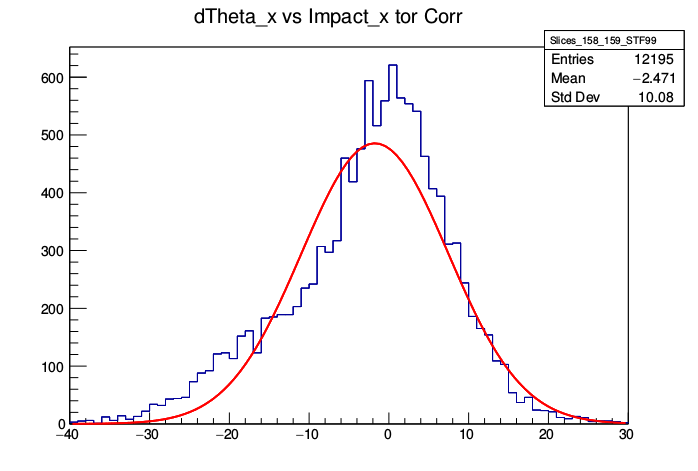 dTheta_x vs Impact_x tor Corr
Slices_158_159_STF99
Entries 12195
Mean −2.471
Std Dev 10.08
600
500
400
300
200
100
0
−40 −30 −20 −10 0 10 20 30